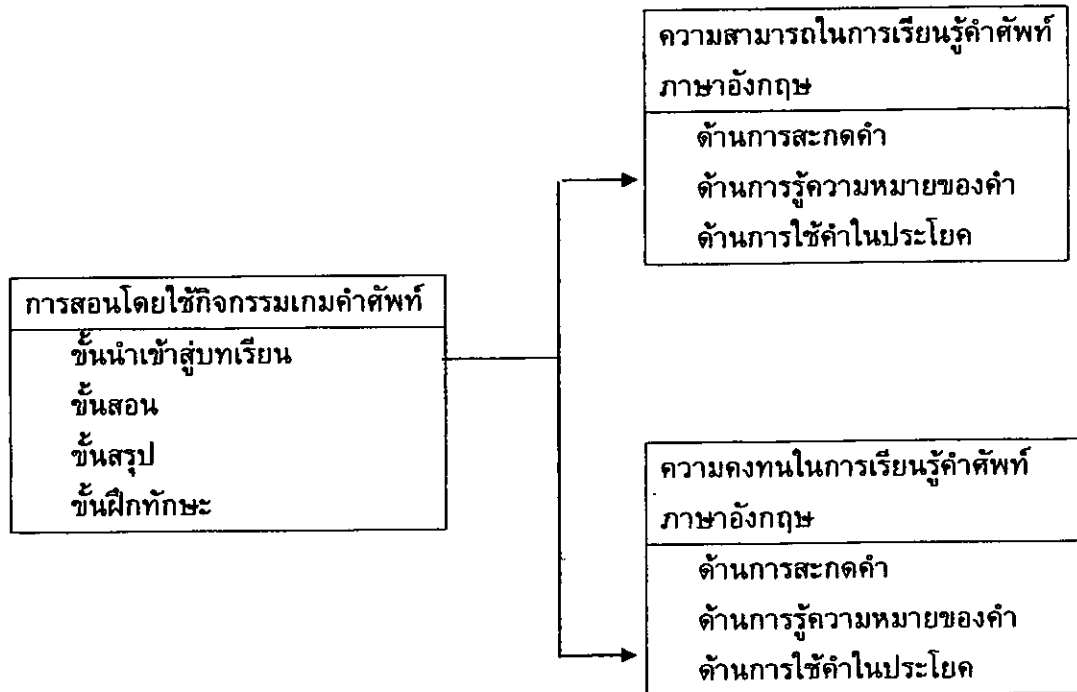 ความสามารถในการเรียนรู้คำศัพท์
ภาษาอังกฤษ
ด้านการสะกดคำ
ด้านการรู้ความหมายของคำ
ด้านการใช้คำในประโยค
การสอนโดยใช้กิจกรรมเกมคำศัพท์
ขั้นนำเข้าสู่บทเรียน
ขั้นสอน
ขั้นสรุป
ขั้นฝึกทักษะ
ความคงทนในการเรียนรู้คำศัพท์
ภาษาอังกฤษ
ด้านการสะกดคำ
ด้านการรู้ความหมายของคำ
ด้านการใช้คำในประโยค